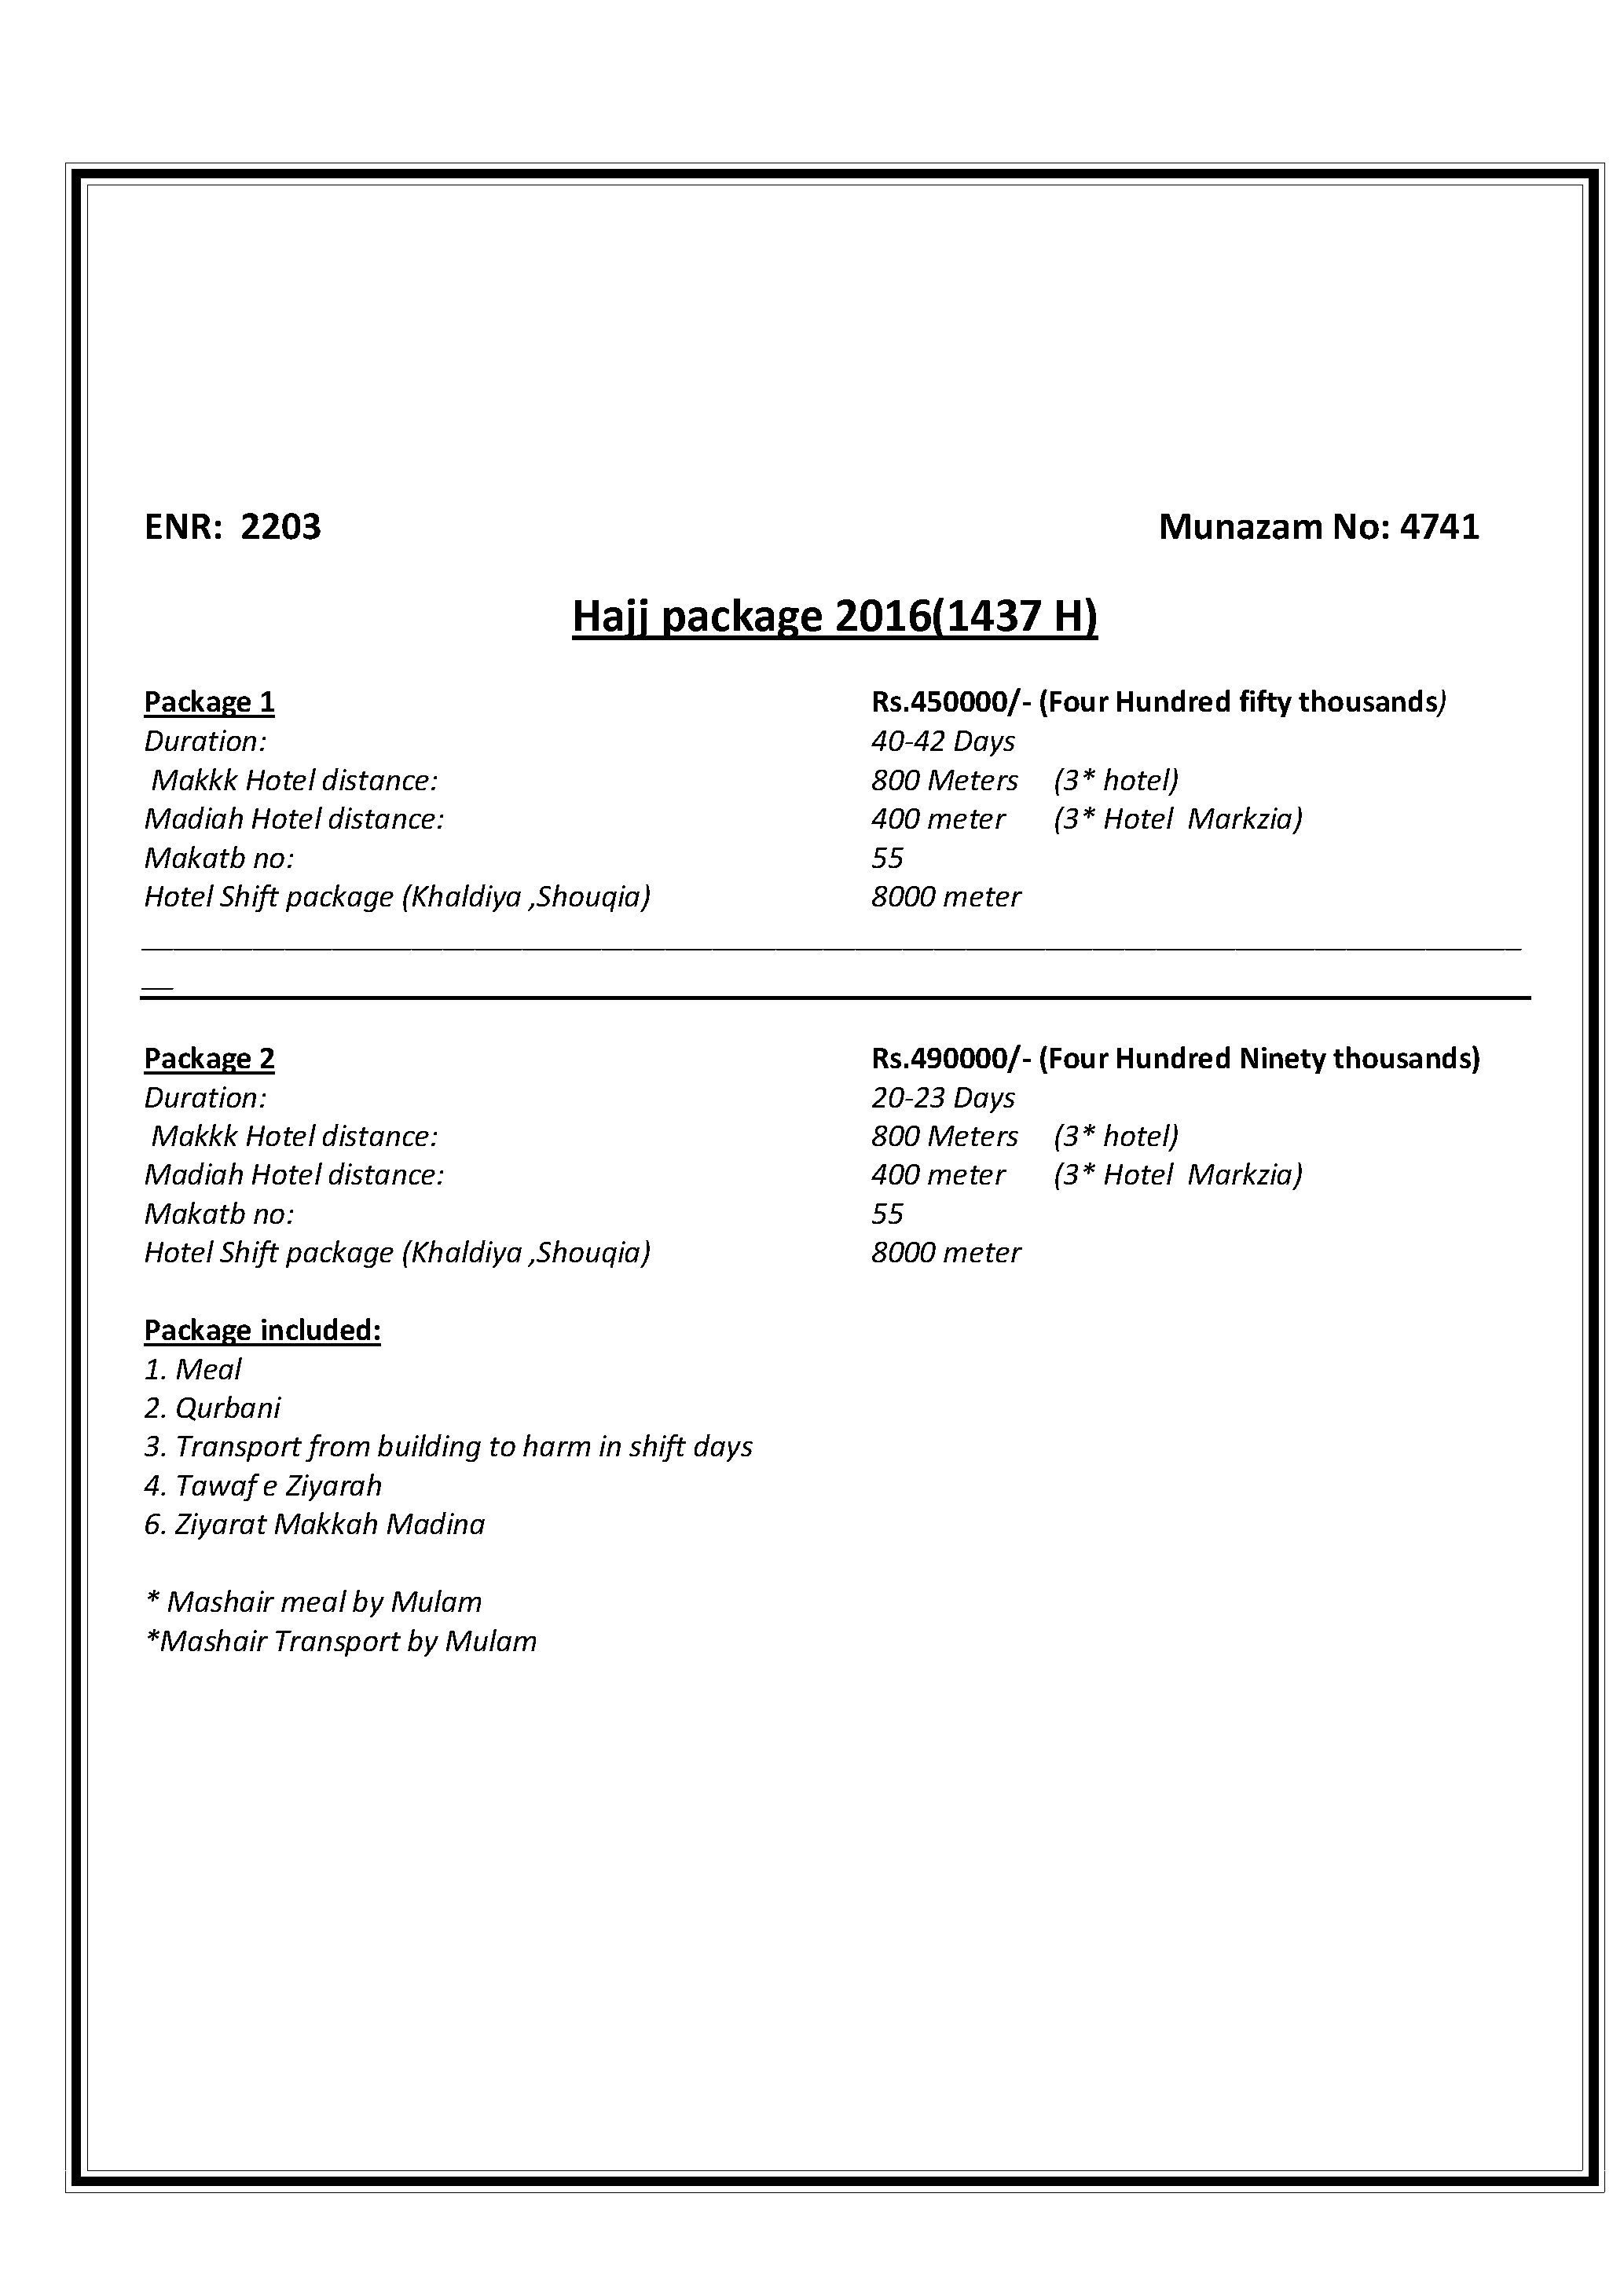 ENR:  2203 Munazam No: 4741
Hajj package 2016(1437 H)
Package 1 Rs.450000/- (Four Hundred fifty thousands)
Duration: 40-42 Days
Makkk Hotel distance: 800 Meters (3* hotel)
Madiah Hotel distance: 400 meter (3* Hotel  Markzia)
Makatb no: 55
Hotel Shift package (Khaldiya ,Shouqia) 8000 meter
Package 2 Rs.490000/- (Four Hundred Ninety thousands)
Duration: 20-23 Days
Makkk Hotel distance: 800 Meters (3* hotel)
Madiah Hotel distance: 400 meter (3* Hotel  Markzia)
Makatb no: 55
Hotel Shift package (Khaldiya ,Shouqia) 8000 meter
Package included:
1. Meal
2. Qurbani
3. Transport from building to harm in shift days
4. Tawaf e Ziyarah
6. Ziyarat Makkah Madina
* Mashair meal by Mulam
*Mashair Transport by Mulam